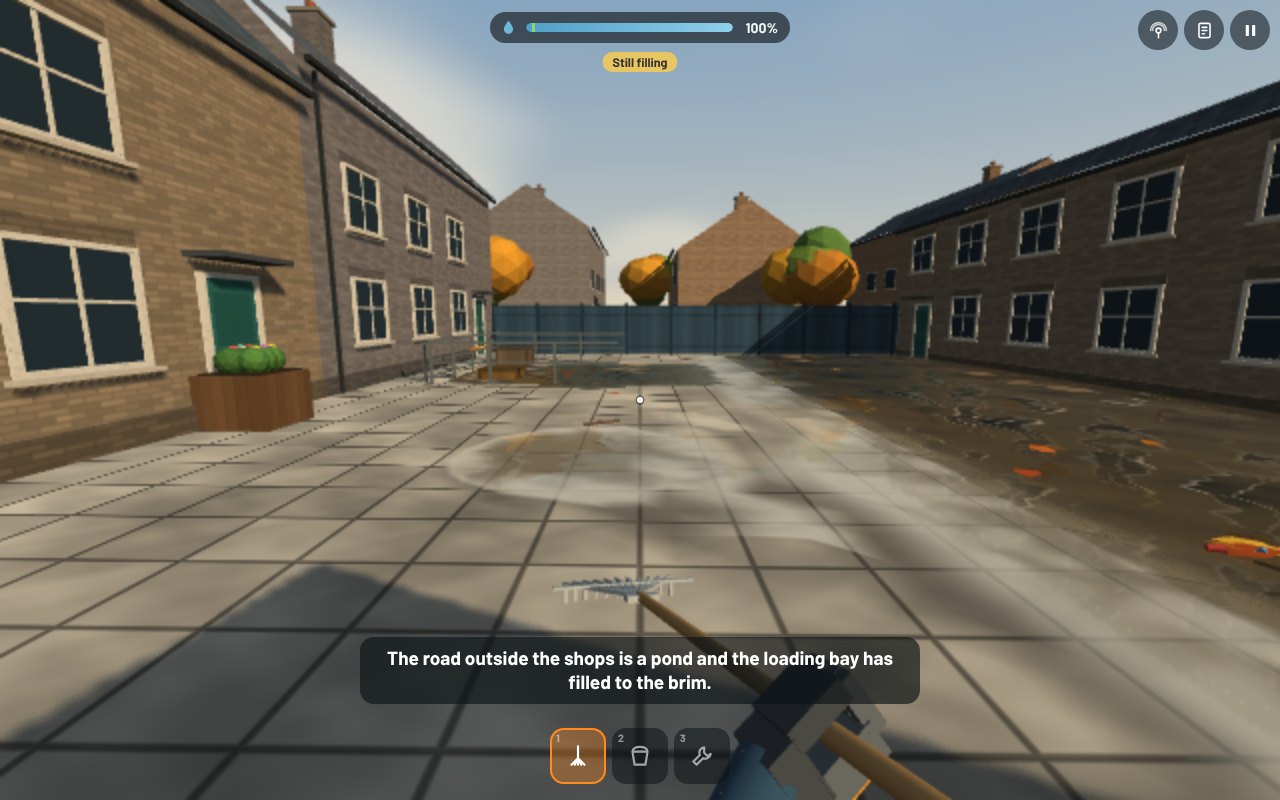 100%
Still filling
The road outside the shops is a pond and the loading bay has
filled to the brim.
1
2
3